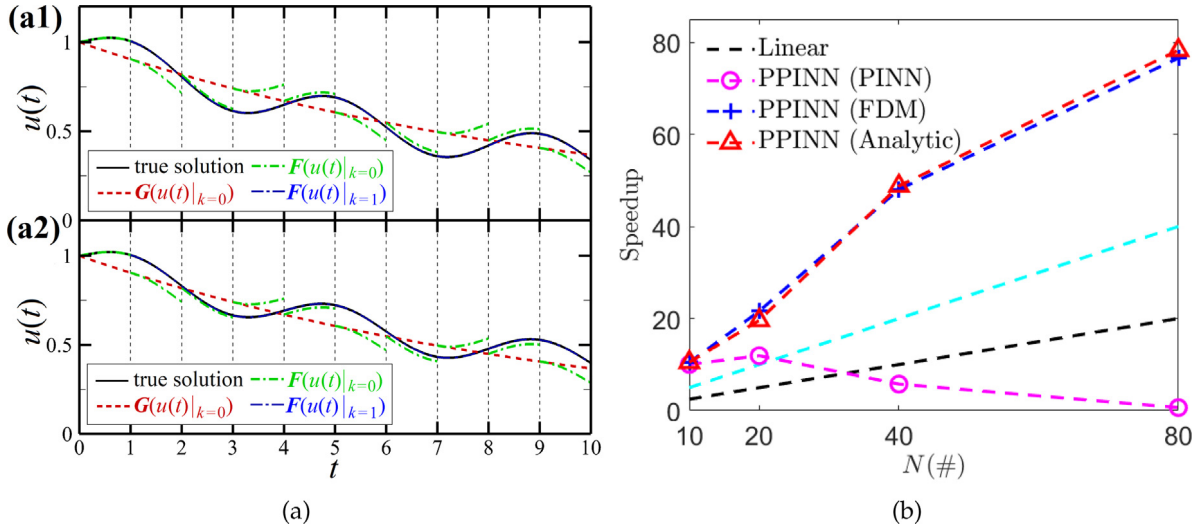 (a1)
1
u(t)
0.5
true solution
F(u(t)|k=0)
G(u(t)|k=0)
F(u(t)|k=1)
0
(a2)
1
u(t)
0.5
true solution
F(u(t)|k=0)
G(u(t)|k=0)
F(u(t)|k=1)
0
0 1 2 3 4 5 6 7 8 9 10
t
(a)
80
60
40
20
0
Speedup
Linear
PPINN (PINN)
PPINN (FDM)
PPINN (Analytic)
10 20 40 80
N(#)
(b)